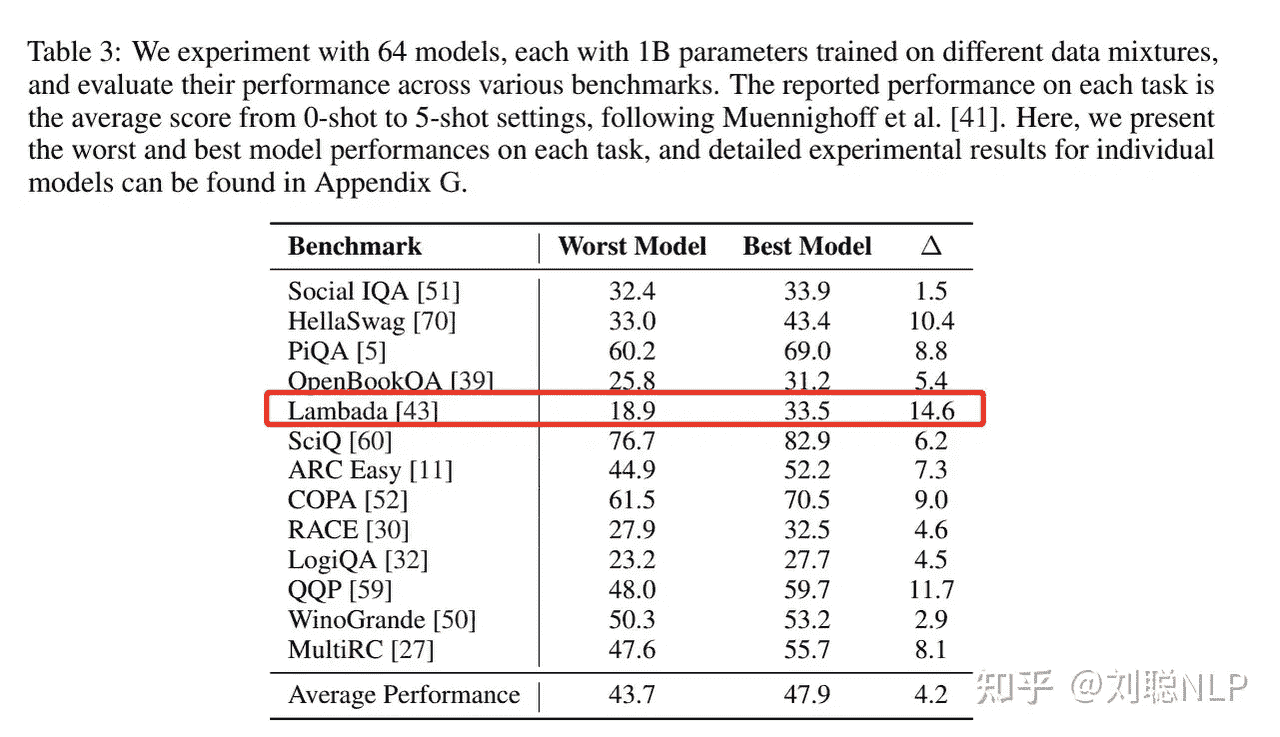 Table 3: We experiment with 64 models, each with 1B parameters trained on different data mixtures,
and evaluate their performance across various benchmarks. The reported performance on each task is
the average score from 0-shot to 5-shot settings, following Muennighoff et al. [41]. Here, we present
the worst and best model performances on each task, and detailed experimental results for individual
models can be found in Appendix G.
Benchmark Worst Model Best Model Δ
Social IQA [51] 32.4 33.9 1.5
HellaSwag [70] 33.0 43.4 10.4
PiQA [5] 60.2 69.0 8.8
OpenBookQA [39] 25.8 31.2 5.4
Lambada [43] 18.9 33.5 14.6
SciQ [60] 76.7 82.9 6.2
ARC Easy [11] 44.9 52.2 7.3
COPA [52] 61.5 70.5 9.0
RACE [30] 27.9 32.5 4.6
LogiQA [32] 23.2 27.7 4.5
QQP [59] 48.0 59.7 11.7
WinoGrande [50] 50.3 53.2 2.9
MultiRC [27] 47.6 55.7 8.1
Average Performance 43.7 47.9 4.2
知乎 @刘聪NLP